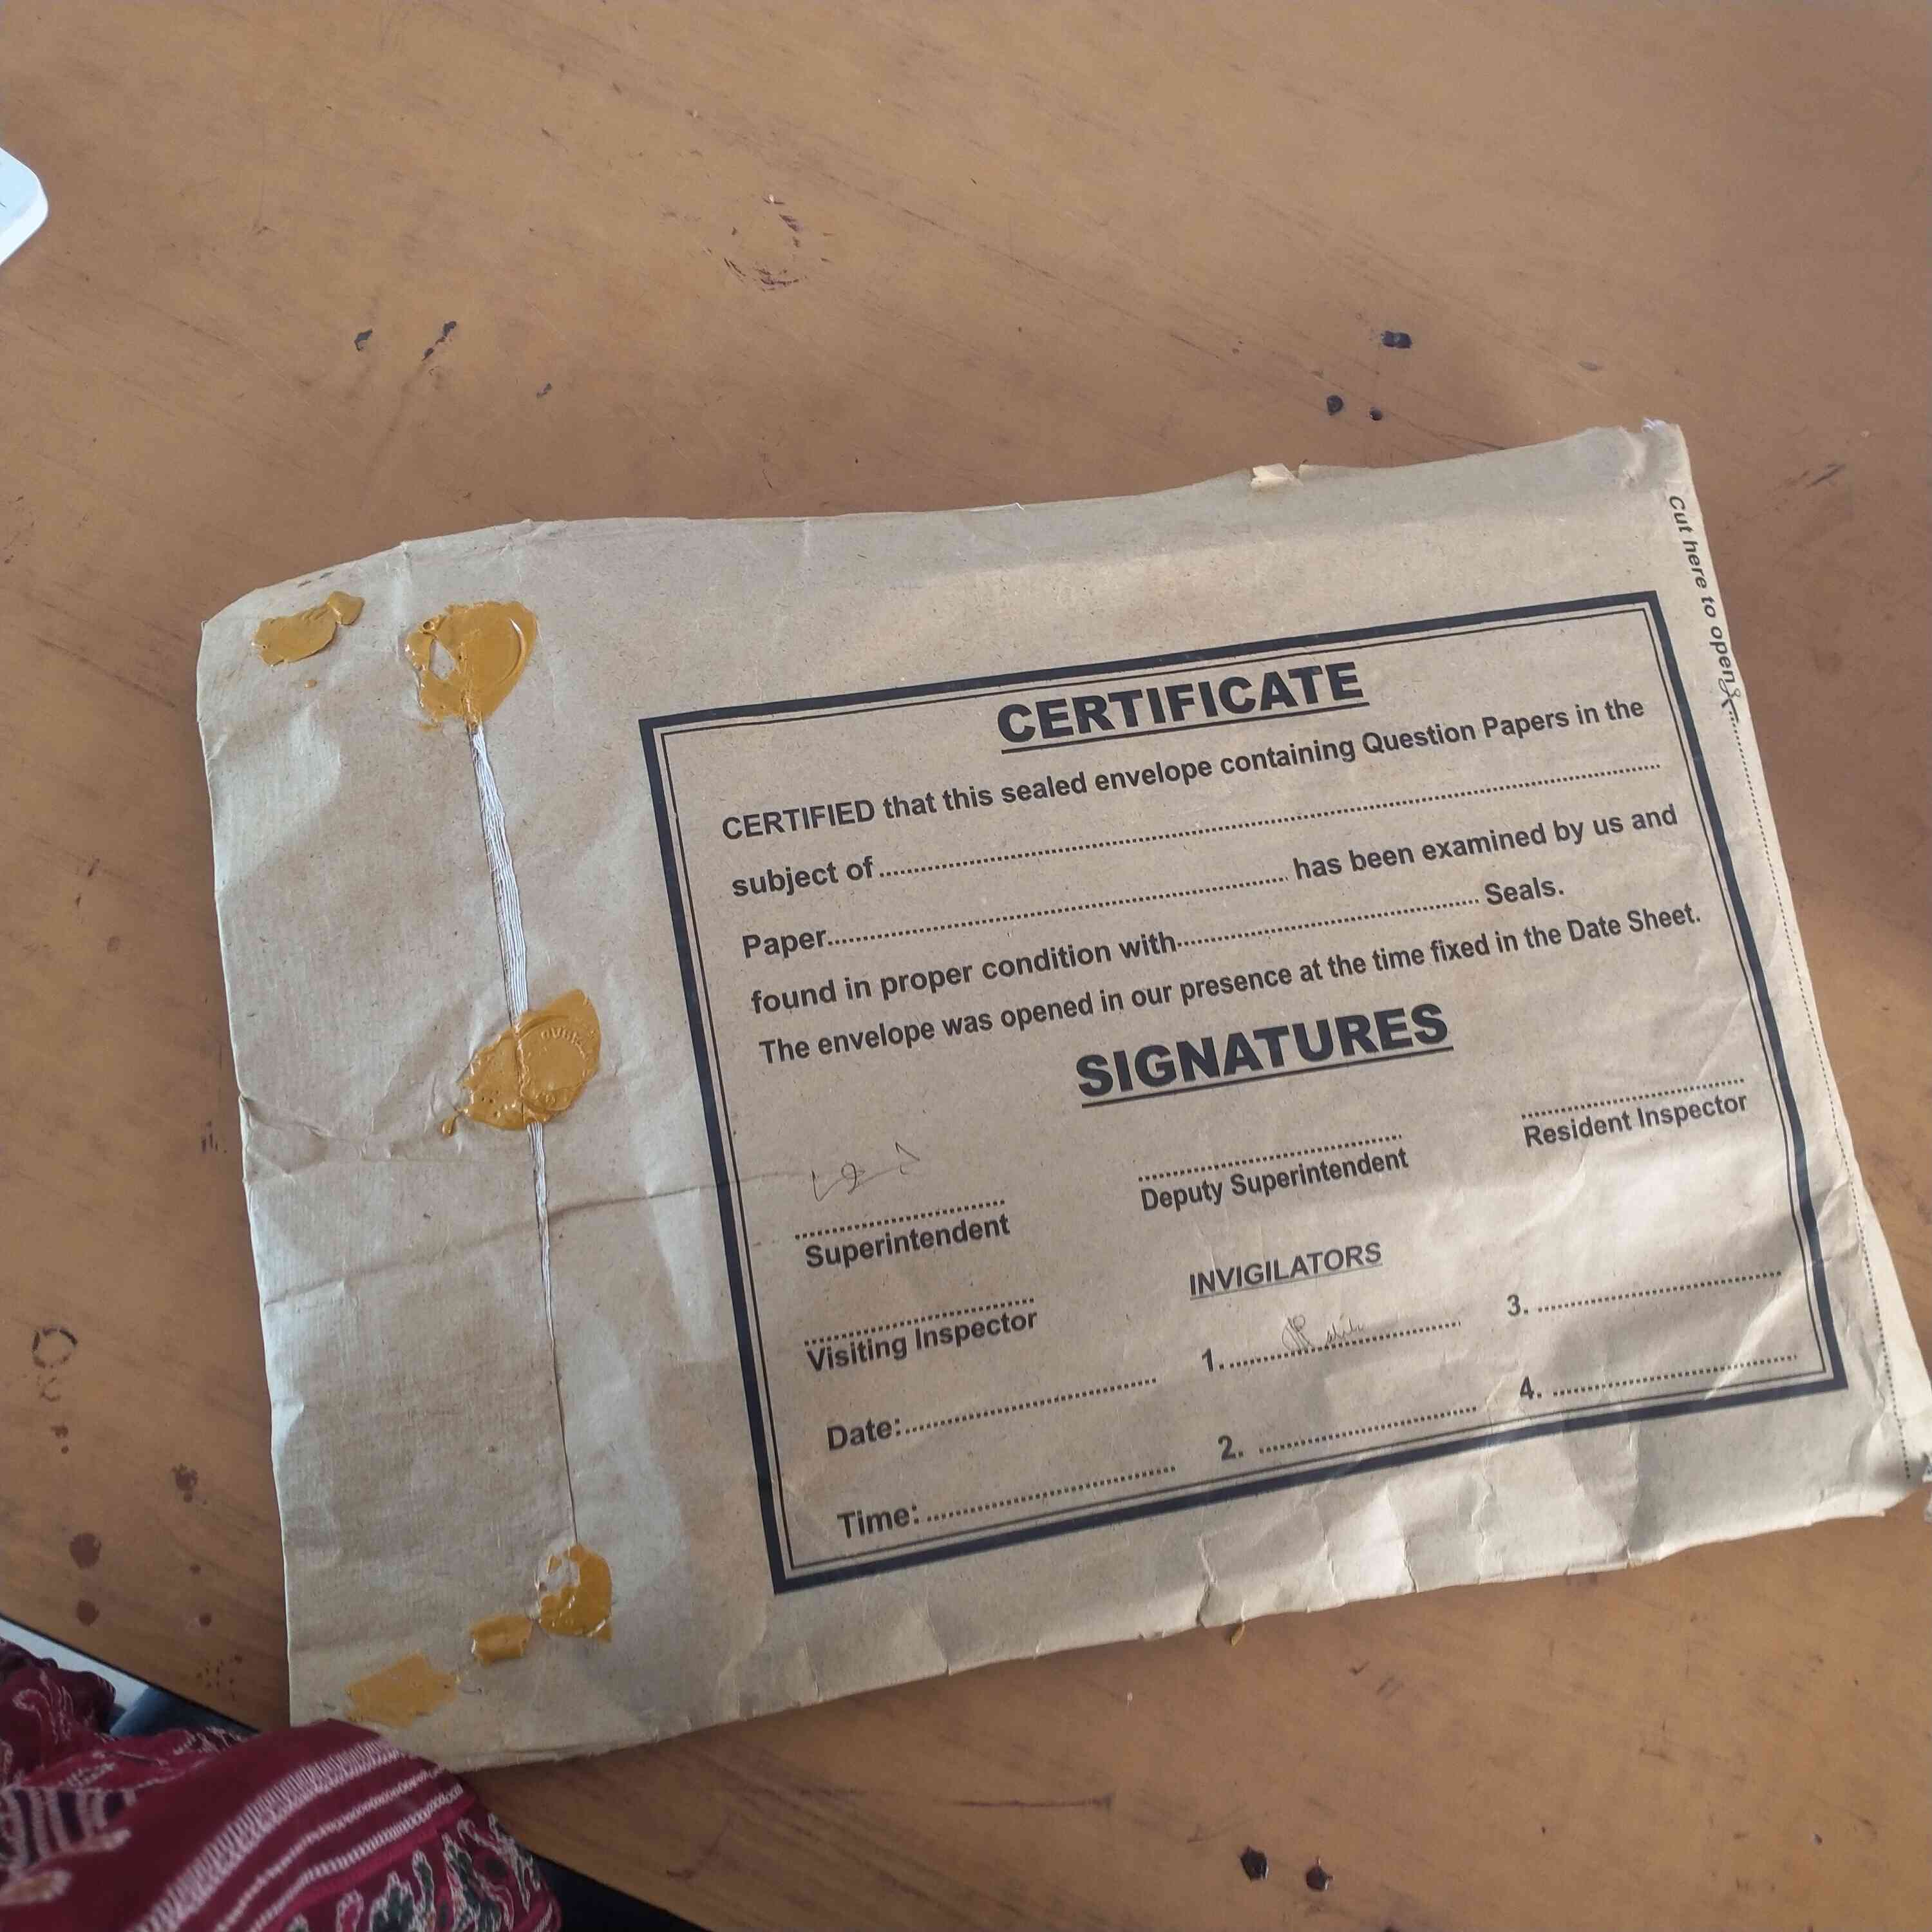 Cut here to open
CERTIFICATE
CERTIFIED that this sealed envelope containing Question Papers in the
subject of
Paper has been examined by us and
found in proper condition with Seals.
The envelope was opened in our presence at the time fixed in the Date Sheet.
SIGNATURES
Superintendent Deputy Superintendent Resident Inspector
Visiting Inspector
INVIGILATORS
1. 3.
Date: 2. 4.
Time: